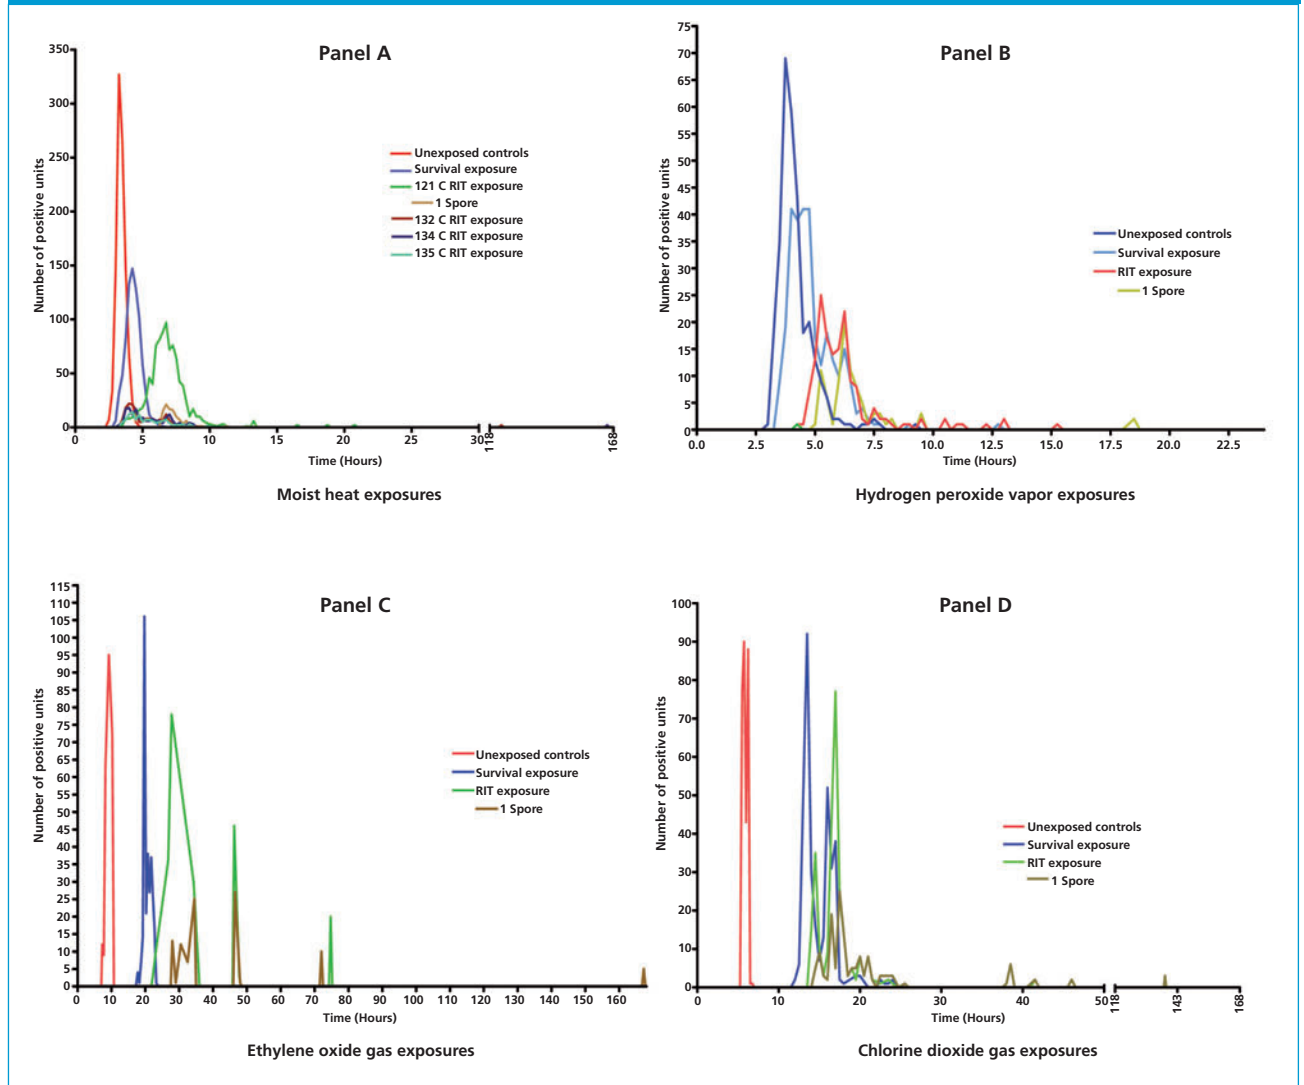 Panel A
350
300
250
200
150
100
50
0
Number of positive units
Unexposed controls
Survival exposure
121 C RIT exposure
1 Spore
132 C RIT exposure
134 C RIT exposure
135 C RIT exposure
0 5 10 15 20 25 30 118 168
Time (Hours)
Moist heat exposures
Panel B
75
70
65
60
55
50
45
40
35
30
25
20
15
10
5
0
Number of positive units
Unexposed controls
Survival exposure
RIT exposure
1 Spore
0.0 2.5 5.0 7.5 10.0 12.5 15.0 17.5 20.0 22.5
Time (Hours)
Hydrogen peroxide vapor exposures
Panel C
115
110
105
100
95
90
85
80
75
70
65
60
55
50
45
40
35
30
25
20
15
10
5
0
Number of positive units
Unexposed controls
Survival exposure
RIT exposure
1 Spore
0 10 20 30 40 50 60 70 80 90 100 110 120 130 140 150 160
Time (Hours)
Ethylene oxide gas exposures
Panel D
100
90
80
70
60
50
40
30
20
10
0
Number of positive units
Unexposed controls
Survival exposure
RIT exposure
1 Spore
0 10 20 30 40 50 118 143 168
Time (Hours)
Chlorine dioxide gas exposures